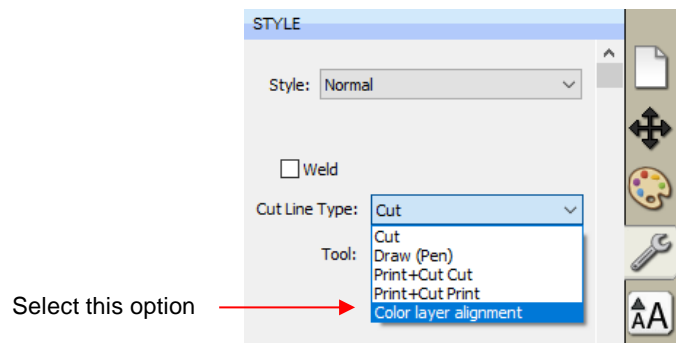 STYLE
Style: Normal
Weld
Cut Line Type: Cut
Cut
Tool: Draw (Pen)
Print+Cut Cut
Print+Cut Print
Select this option Color layer alignment
AA